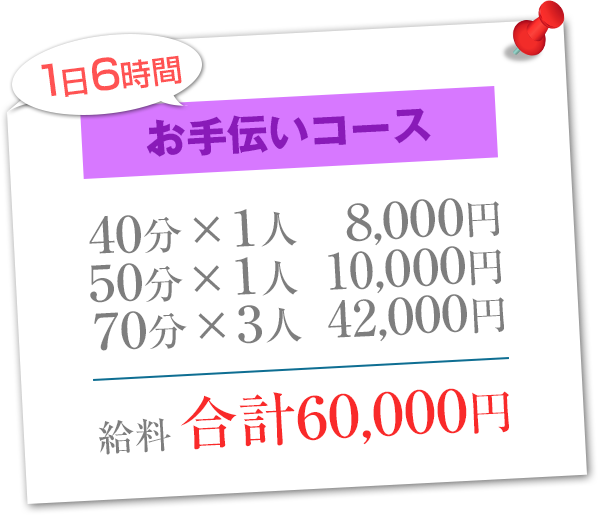 1日6時間
お手伝いコース
40分×1人 8,000円
50分×1人 10,000円
70分×3人 42,000円
給料 合計60,000円